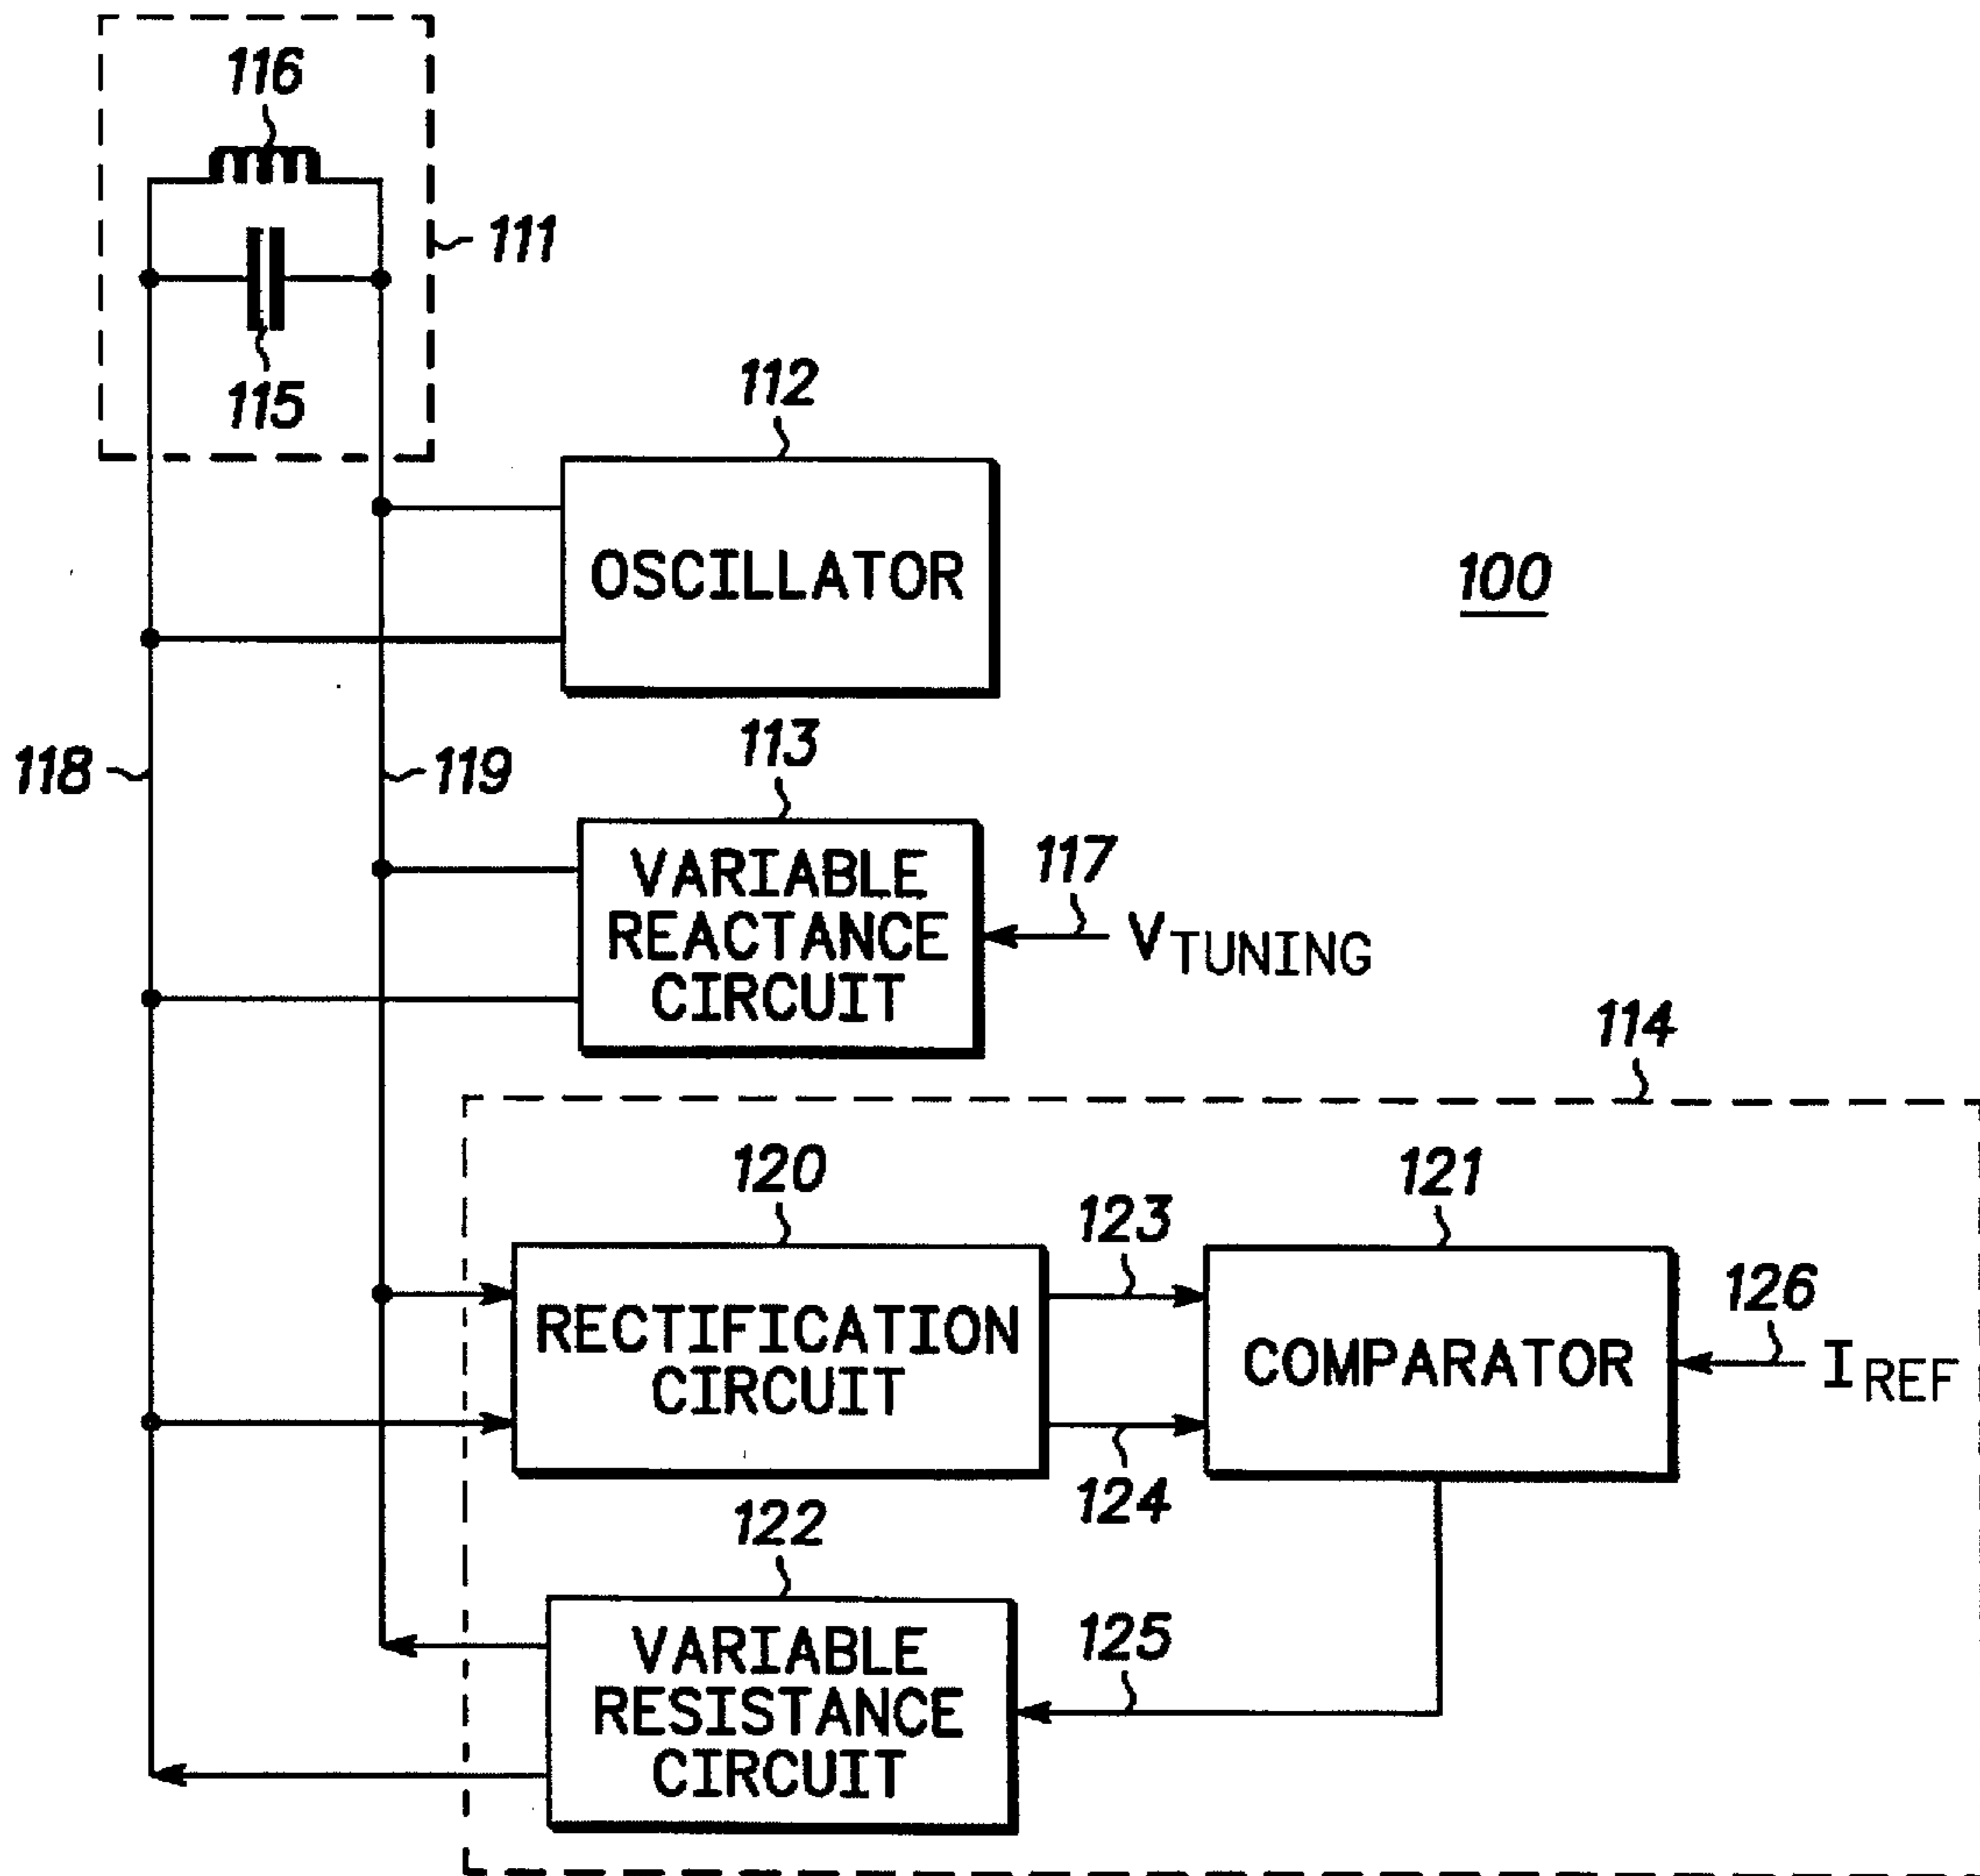 116
111
115
112
OSCILLATOR
100
118
119
113
VARIABLE
REACTANCE
CIRCUIT
117
VTUNING
114
120
123
121
126
RECTIFICATION
CIRCUIT
COMPARATOR
IREF
124
122
125
VARIABLE
RESISTANCE
CIRCUIT